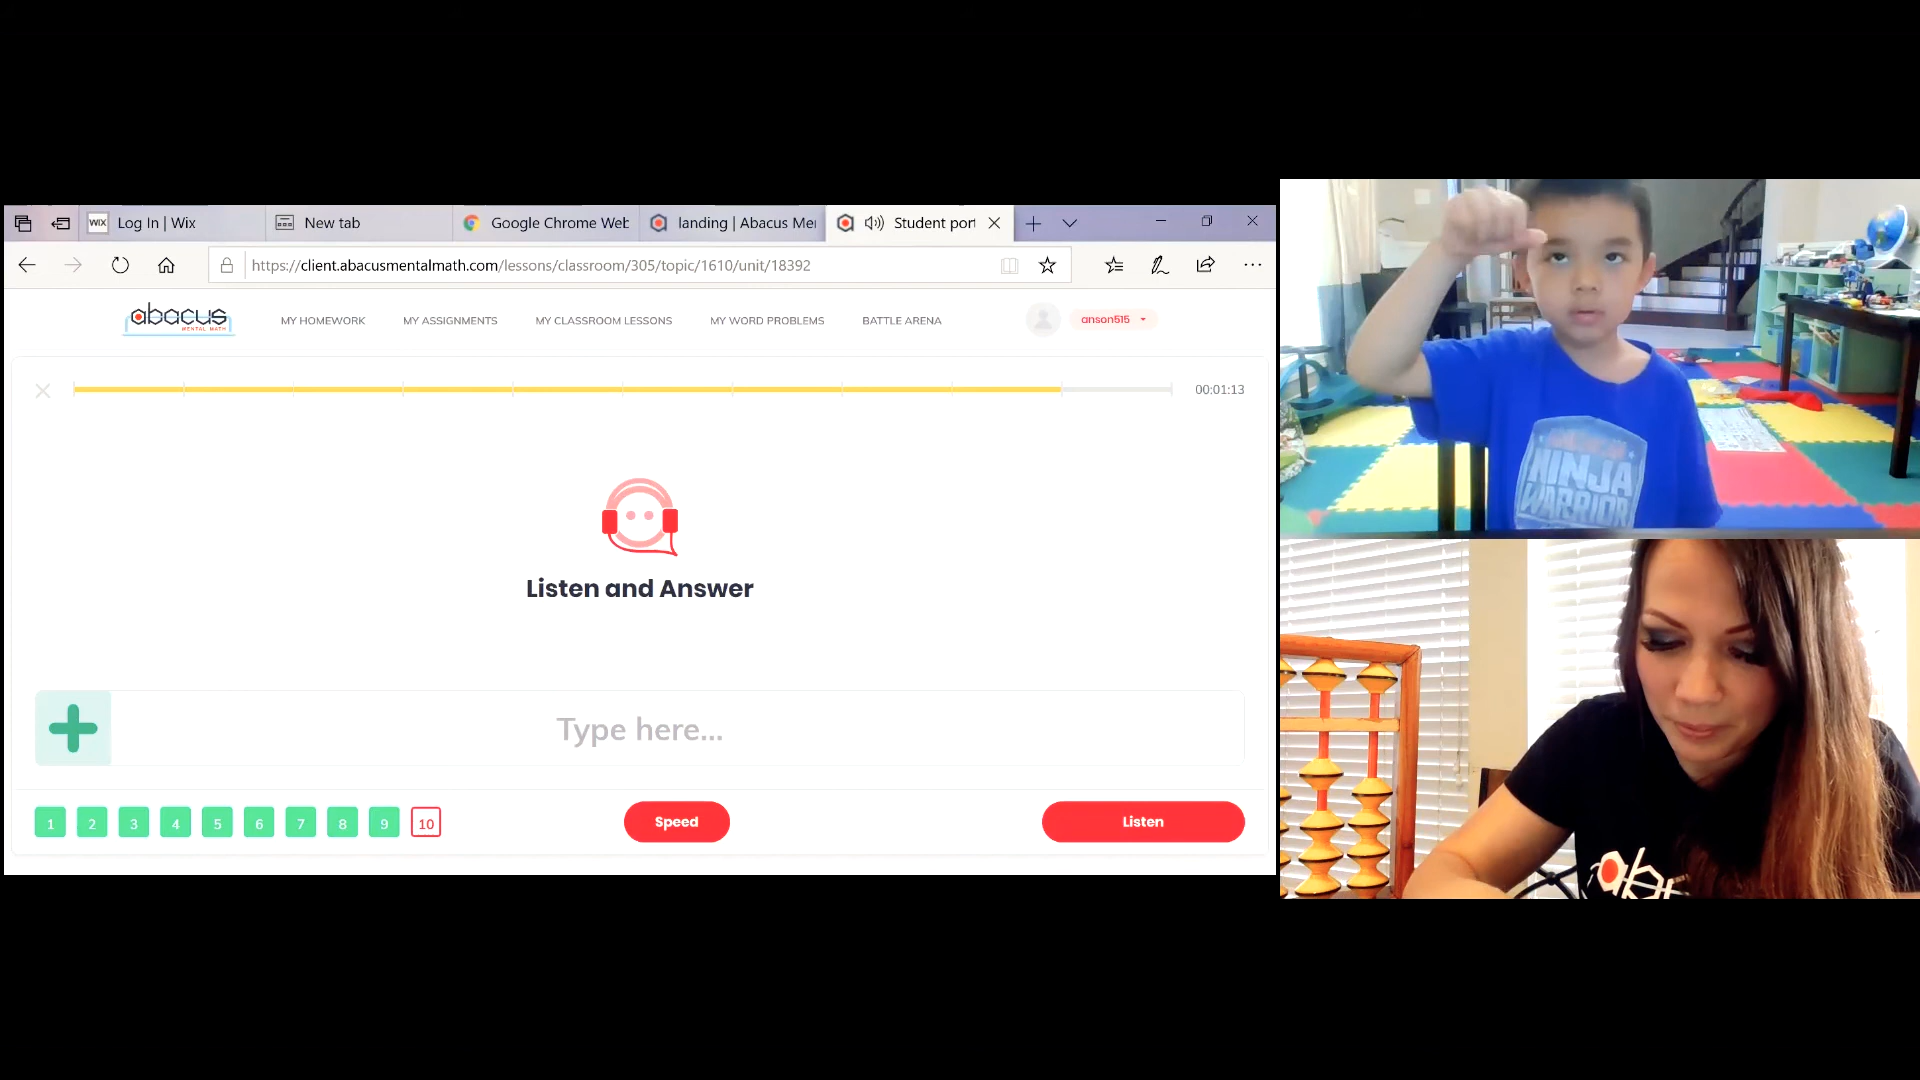 Log In | Wix
New tab
Google Chrome Web
landing | Abacus Me
Student port
https://client.abacusmentalmath.com/lessons/classroom/305/topic/1610/unit/18392
abacus
MENTAL MATH
MY HOMEWORK
MY ASSIGNMENTS
MY CLASSROOM LESSONS
MY WORD PROBLEMS
BATTLE ARENA
anson515
00:01:13
Listen and Answer
Type here...
1 2 3 4 5 6 7 8 9 10
Speed
Listen
WIX
NINJA
WARRIOR